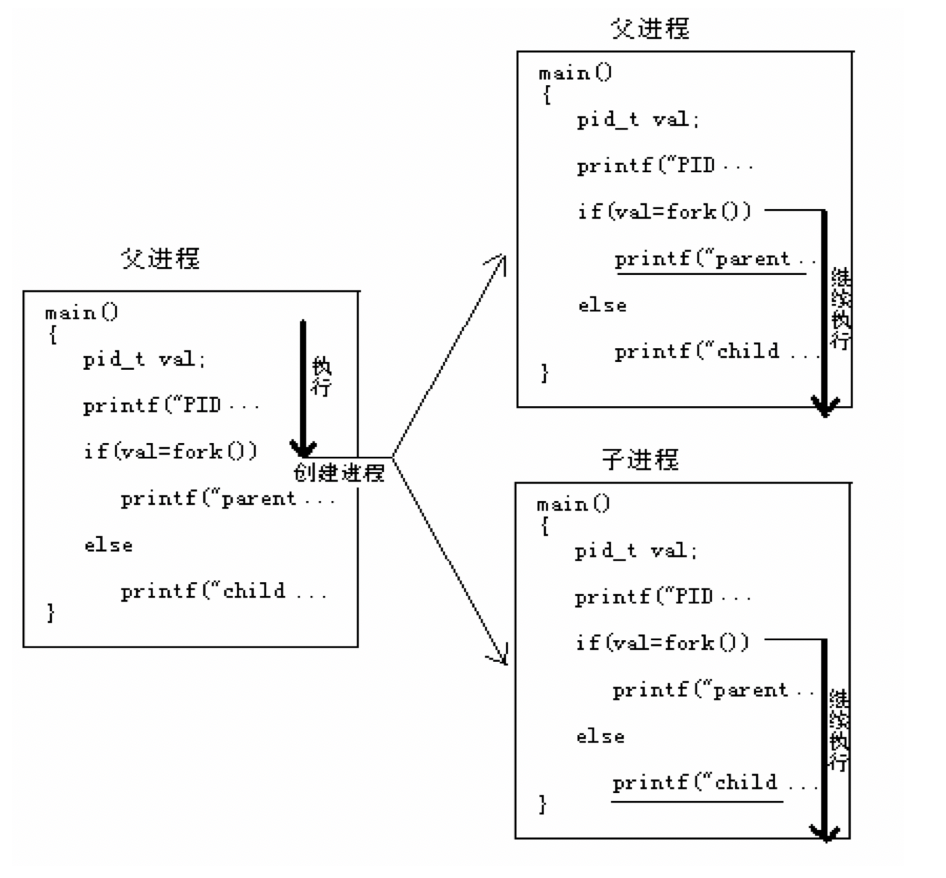 父进程
main()
{
pid_t val;
printf("PID ...
if(val=fork())
printf("parent ...
else
printf("child ...
}
执行
创建进程
父进程
main()
{
pid_t val;
printf("PID ...
if(val=fork())
printf("parent ..
else
printf("child ...
}
继续执行
子进程
main()
{
pid_t val;
printf("PID ...
if(val=fork())
printf("parent ..
else
printf("child ...
}
继续执行